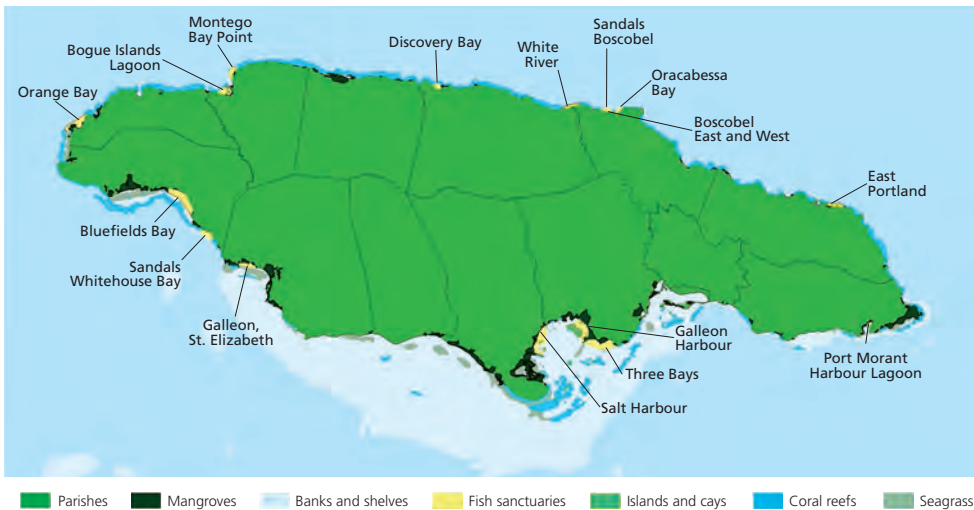 Montego
Bay Point
Bogue Islands
Lagoon
Orange Bay
Discovery Bay
White
River
Sandals
Boscobel
Oracabessa
Bay
Boscobel
East and West
East
Portland
Bluefields Bay
Sandals
Whitehouse Bay
Galleon,
St. Elizabeth
Galleon
Harbour
Three Bays
Salt Harbour
Port Morant
Harbour Lagoon
Parishes
Mangroves
Banks and shelves
Fish sanctuaries
Islands and cays
Coral reefs
Seagrass